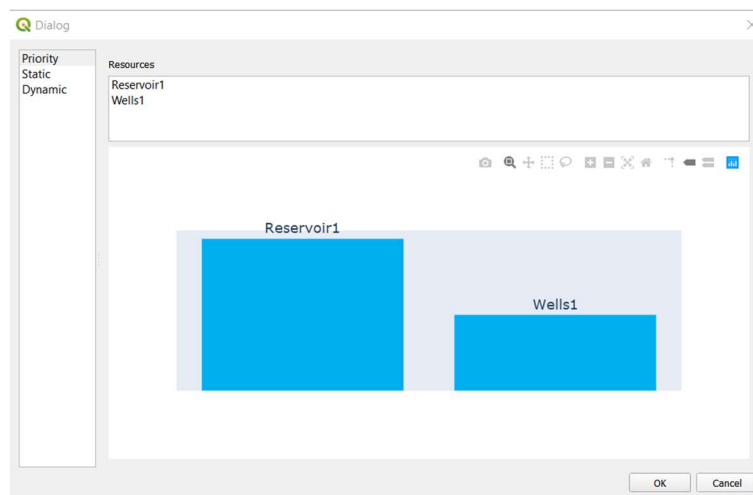 Dialog
Priority
Static
Dynamic
Resources
Reservoir1
Wells1
Reservoir1
Wells1
OK
Cancel